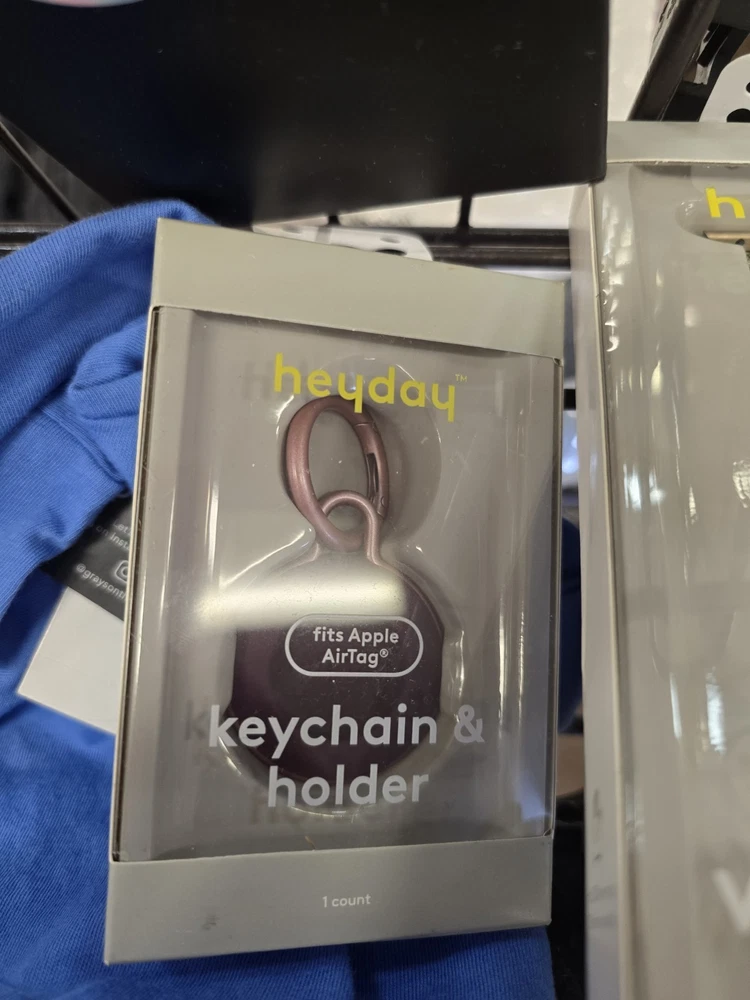 heyday™
fits Apple
AirTag®
keychain &
holder
1 count
h